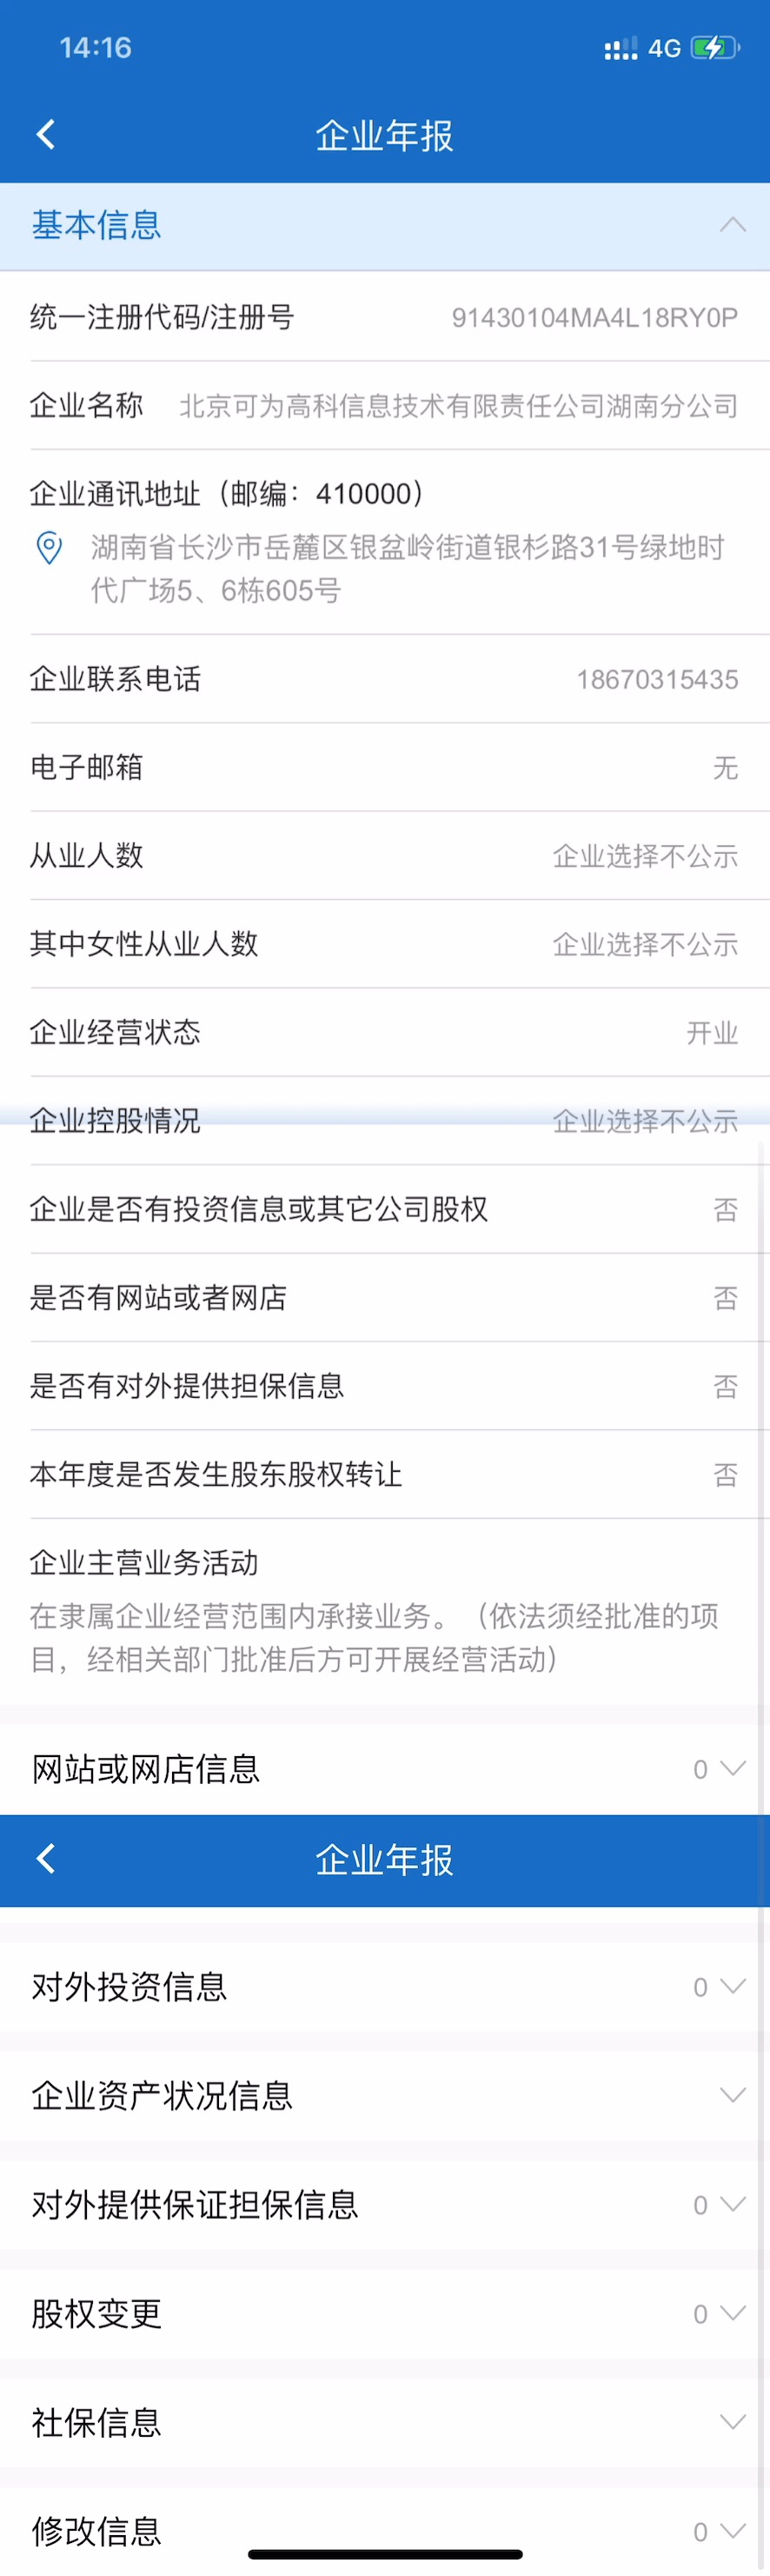 14:16
4G
企业年报
基本信息
统一注册代码/注册号 91430104MA4L18RY0P
企业名称 北京可为高科信息技术有限责任公司湖南分公司
企业通讯地址（邮编：410000）
湖南省长沙市岳麓区银盆岭街道银杉路31号绿地时
代广场5、6栋605号
企业联系电话 18670315435
电子邮箱 无
从业人数 企业选择不公示
其中女性从业人数 企业选择不公示
企业经营状态 开业
企业控股情况 企业选择不公示
企业是否有投资信息或其它公司股权 否
是否有网站或者网店 否
是否有对外提供担保信息 否
本年度是否发生股东股权转让 否
企业主营业务活动
在隶属企业经营范围内承接业务。（依法须经批准的项
目，经相关部门批准后方可开展经营活动）
网站或网店信息 0
企业年报
对外投资信息 0
企业资产状况信息
对外提供保证担保信息 0
股权变更 0
社保信息
修改信息 0